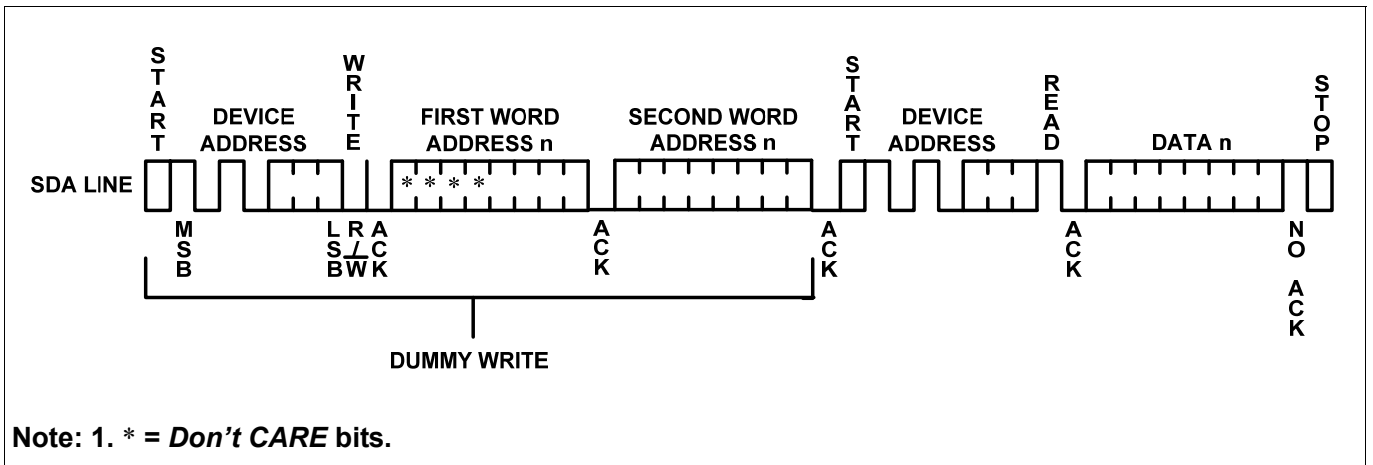 START
DEVICE
ADDRESS
WRITE
FIRST WORD
ADDRESS n
SECOND WORD
ADDRESS n
START
DEVICE
ADDRESS
READ
DATA n
STOP
SDA LINE
* * * *
MSB
LSB
R/W
ACK
ACK
ACK
ACK
NO ACK
DUMMY WRITE
Note: 1. * = Don't CARE bits.